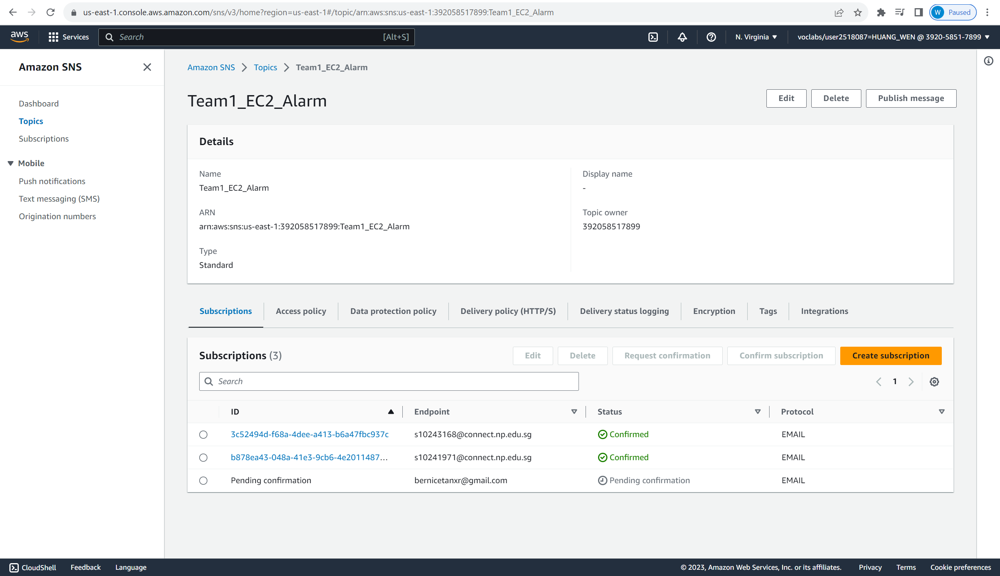 us-east-1.console.aws.amazon.com/sns/v3/home?region=us-east-1#/topic/arn:aws:sns:us-east-1:392058517899:Team1_EC2_Alarm
W Paused
aws Services Search [Alt+S] N. Virginia voclabs/user2518087=HUANG_WEN @ 3920-5851-7899
Amazon SNS
Dashboard
Topics
Subscriptions
Mobile
Push notifications
Text messaging (SMS)
Origination numbers
Amazon SNS Topics Team1_EC2_Alarm
Team1_EC2_Alarm
Edit Delete Publish message
Details
Name
Team1_EC2_Alarm
ARN
arn:aws:sns:us-east-1:392058517899:Team1_EC2_Alarm
Type
Standard
Display name
-
Topic owner
392058517899
Subscriptions Access policy Data protection policy Delivery policy (HTTP/S) Delivery status logging Encryption Tags Integrations
Subscriptions (3)
Edit Delete Request confirmation Confirm subscription Create subscription
Search
1
ID Endpoint Status Protocol
3c52494d-f68a-4dee-a413-b6a47fbc937c s10243168@connect.np.edu.sg Confirmed EMAIL
b878ea43-048a-41e3-9cb6-4e2011487... s10241971@connect.np.edu.sg Confirmed EMAIL
Pending confirmation bernicetanxr@gmail.com Pending confirmation EMAIL
CloudShell Feedback Language © 2023, Amazon Web Services, Inc. or its affiliates. Privacy Terms Cookie preferences